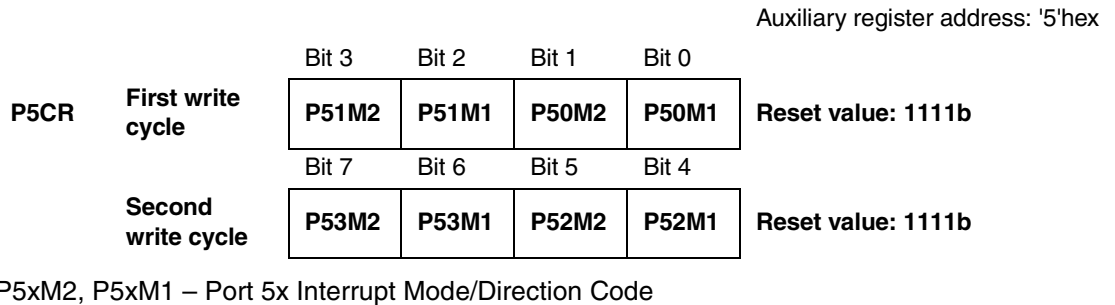 Auxiliary register address: '5'hex
Bit 3 Bit 2 Bit 1 Bit 0
P5CR First write cycle P51M2 P51M1 P50M2 P50M1 Reset value: 1111b
Bit 7 Bit 6 Bit 5 Bit 4
Second write cycle P53M2 P53M1 P52M2 P52M1 Reset value: 1111b
P5xM2, P5xM1 – Port 5x Interrupt Mode/Direction Code